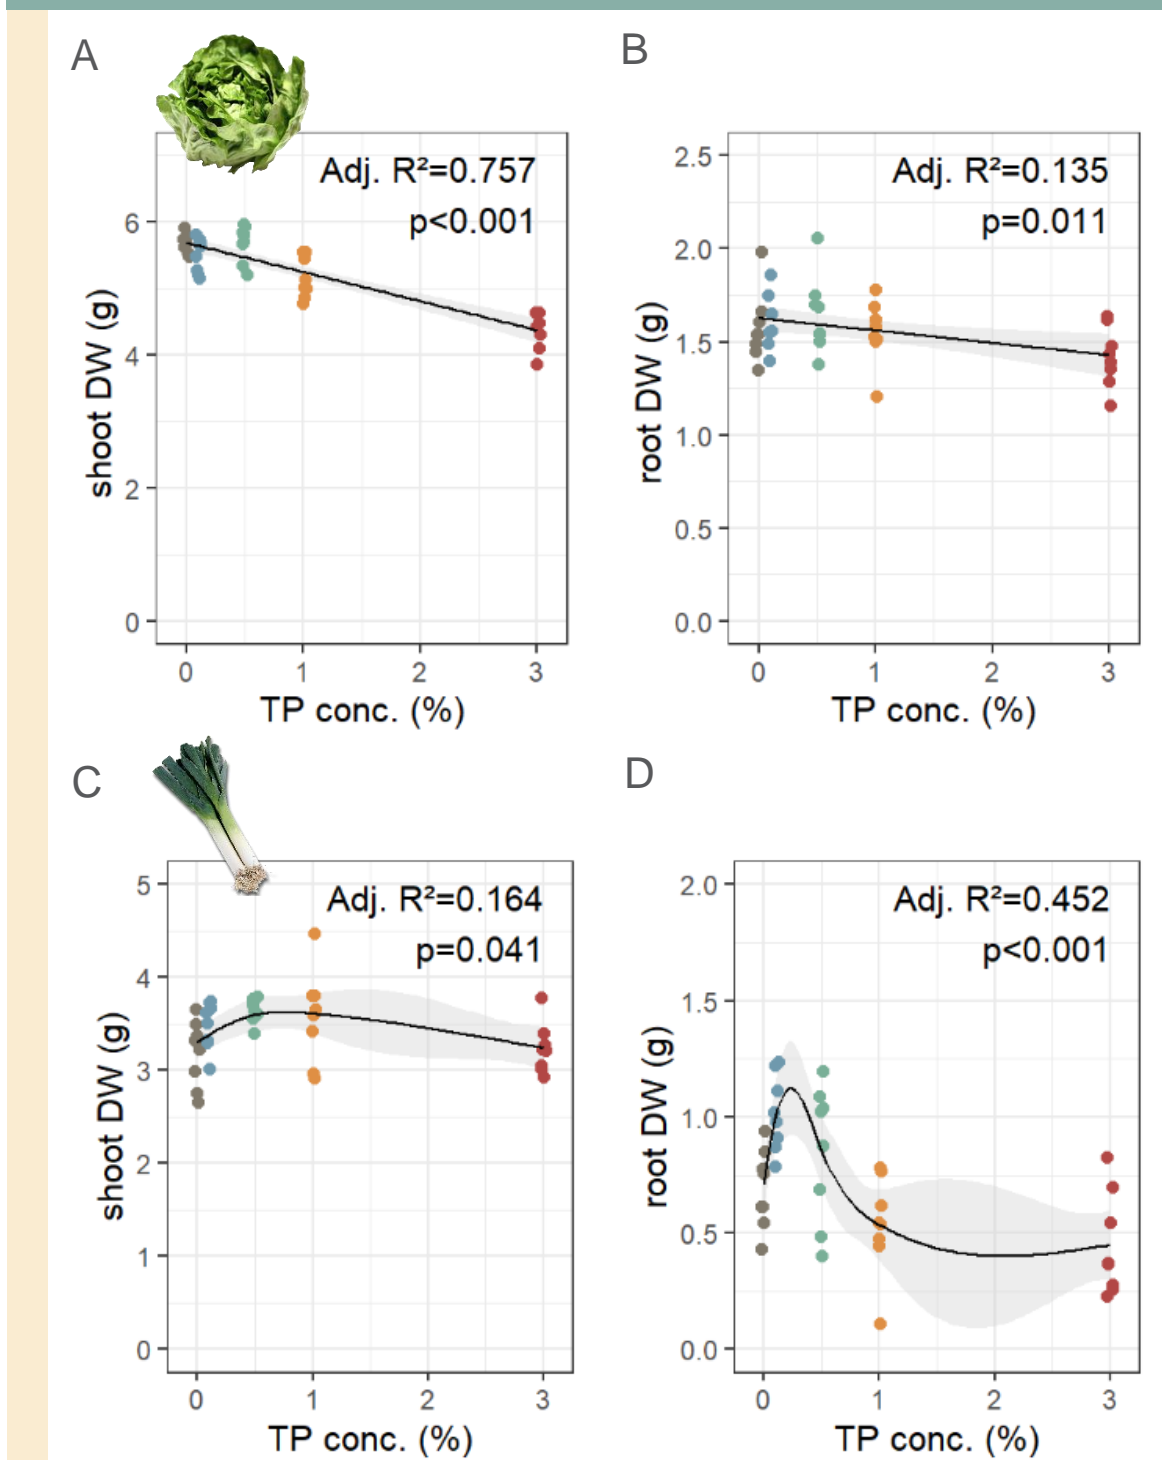 A
Adj. R²=0.757
p<0.001
6
4
2
0
shoot DW (g)
0 1 2 3
TP conc. (%)
B
Adj. R²=0.135
p=0.011
2.5
2.0
1.5
1.0
0.5
0.0
root DW (g)
0 1 2 3
TP conc. (%)
C
Adj. R²=0.164
p=0.041
5
4
3
2
1
0
shoot DW (g)
0 1 2 3
TP conc. (%)
D
Adj. R²=0.452
p<0.001
2.0
1.5
1.0
0.5
0.0
root DW (g)
0 1 2 3
TP conc. (%)